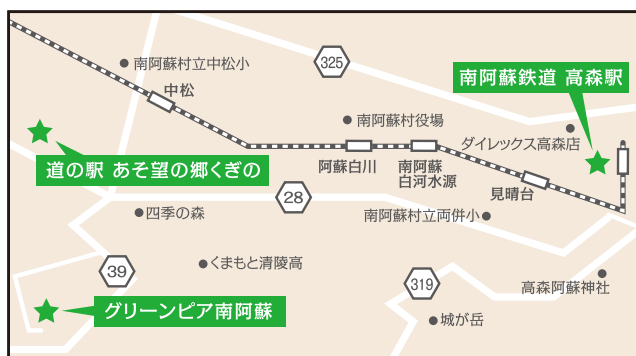 南阿蘇村立中松小
325
南阿蘇鉄道 高森駅
中松
南阿蘇村役場
ダイレックス高森店
道の駅 あそ望の郷くぎの
阿蘇白川
南阿蘇
白河水源
見晴台
四季の森
28
南阿蘇村立両併小
39
くまもと清陵高
319
高森阿蘇神社
グリーンピア南阿蘇
城が岳